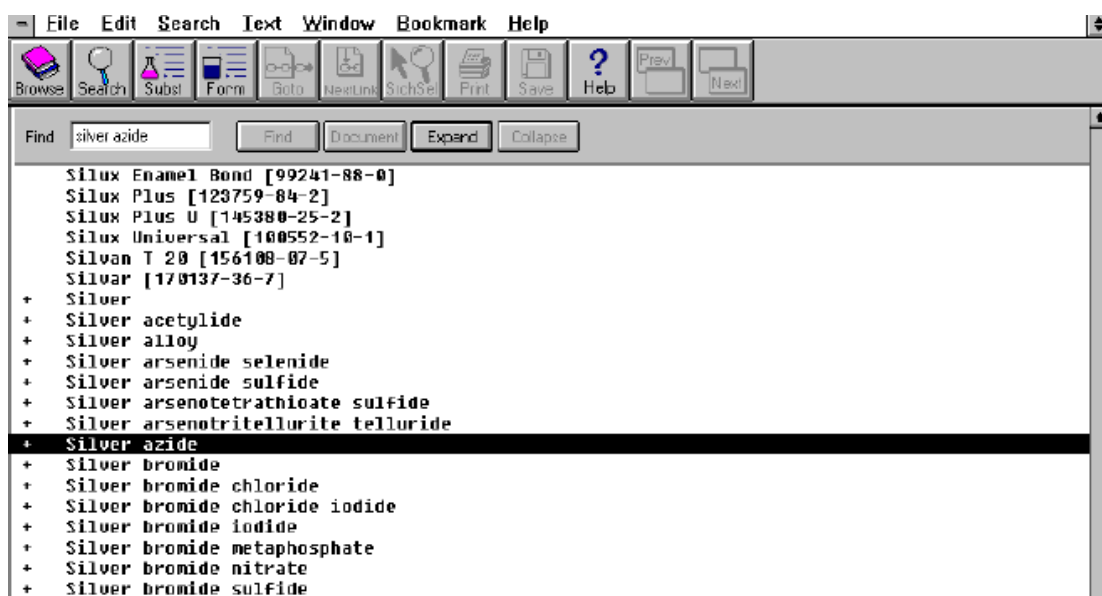 File Edit Search Text Window Bookmark Help
Browse Search Subst Form Goto NextLink SrchSel Print Save Help Prev Next
Find silver azide Find Document Expand Collapse
Silux Enamel Bond [99241-88-0]
Silux Plus [123759-84-2]
Silux Plus U [145380-25-2]
Silux Universal [100552-10-1]
Silvan T 20 [156108-07-5]
Silvar [170137-36-7]
+ Silver
+ Silver acetylide
+ Silver alloy
+ Silver arsenide selenide
+ Silver arsenide sulfide
+ Silver arsenotetrathioate sulfide
+ Silver arsenotritellurite telluride
+ Silver azide
+ Silver bromide
+ Silver bromide chloride
+ Silver bromide chloride iodide
+ Silver bromide iodide
+ Silver bromide metaphosphate
+ Silver bromide nitrate
+ Silver bromide sulfide